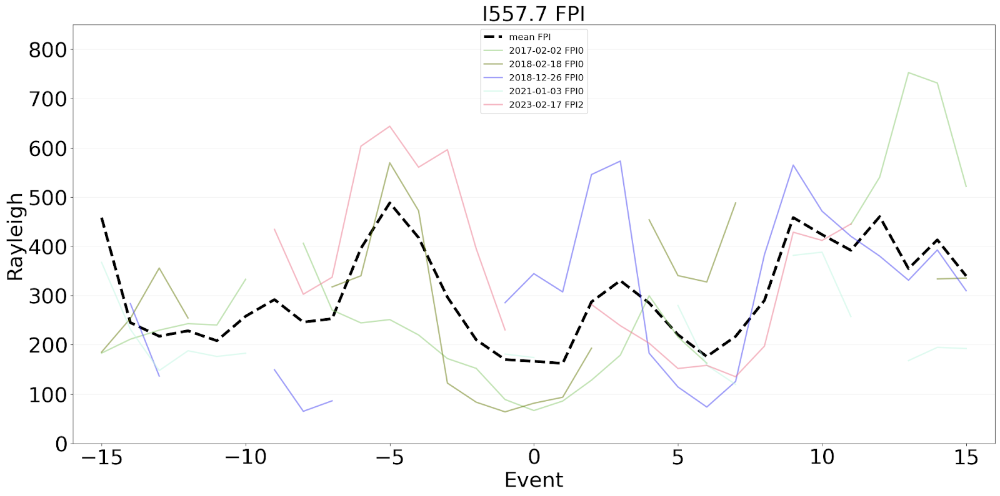 I557.7 FPI
mean FPI
2017-02-02 FPI0
2018-02-18 FPI0
2018-12-26 FPI0
2021-01-03 FPI0
2023-02-17 FPI2
800
700
600
500
400
300
200
100
0
Rayleigh
−15 −10 −5 0 5 10 15
Event